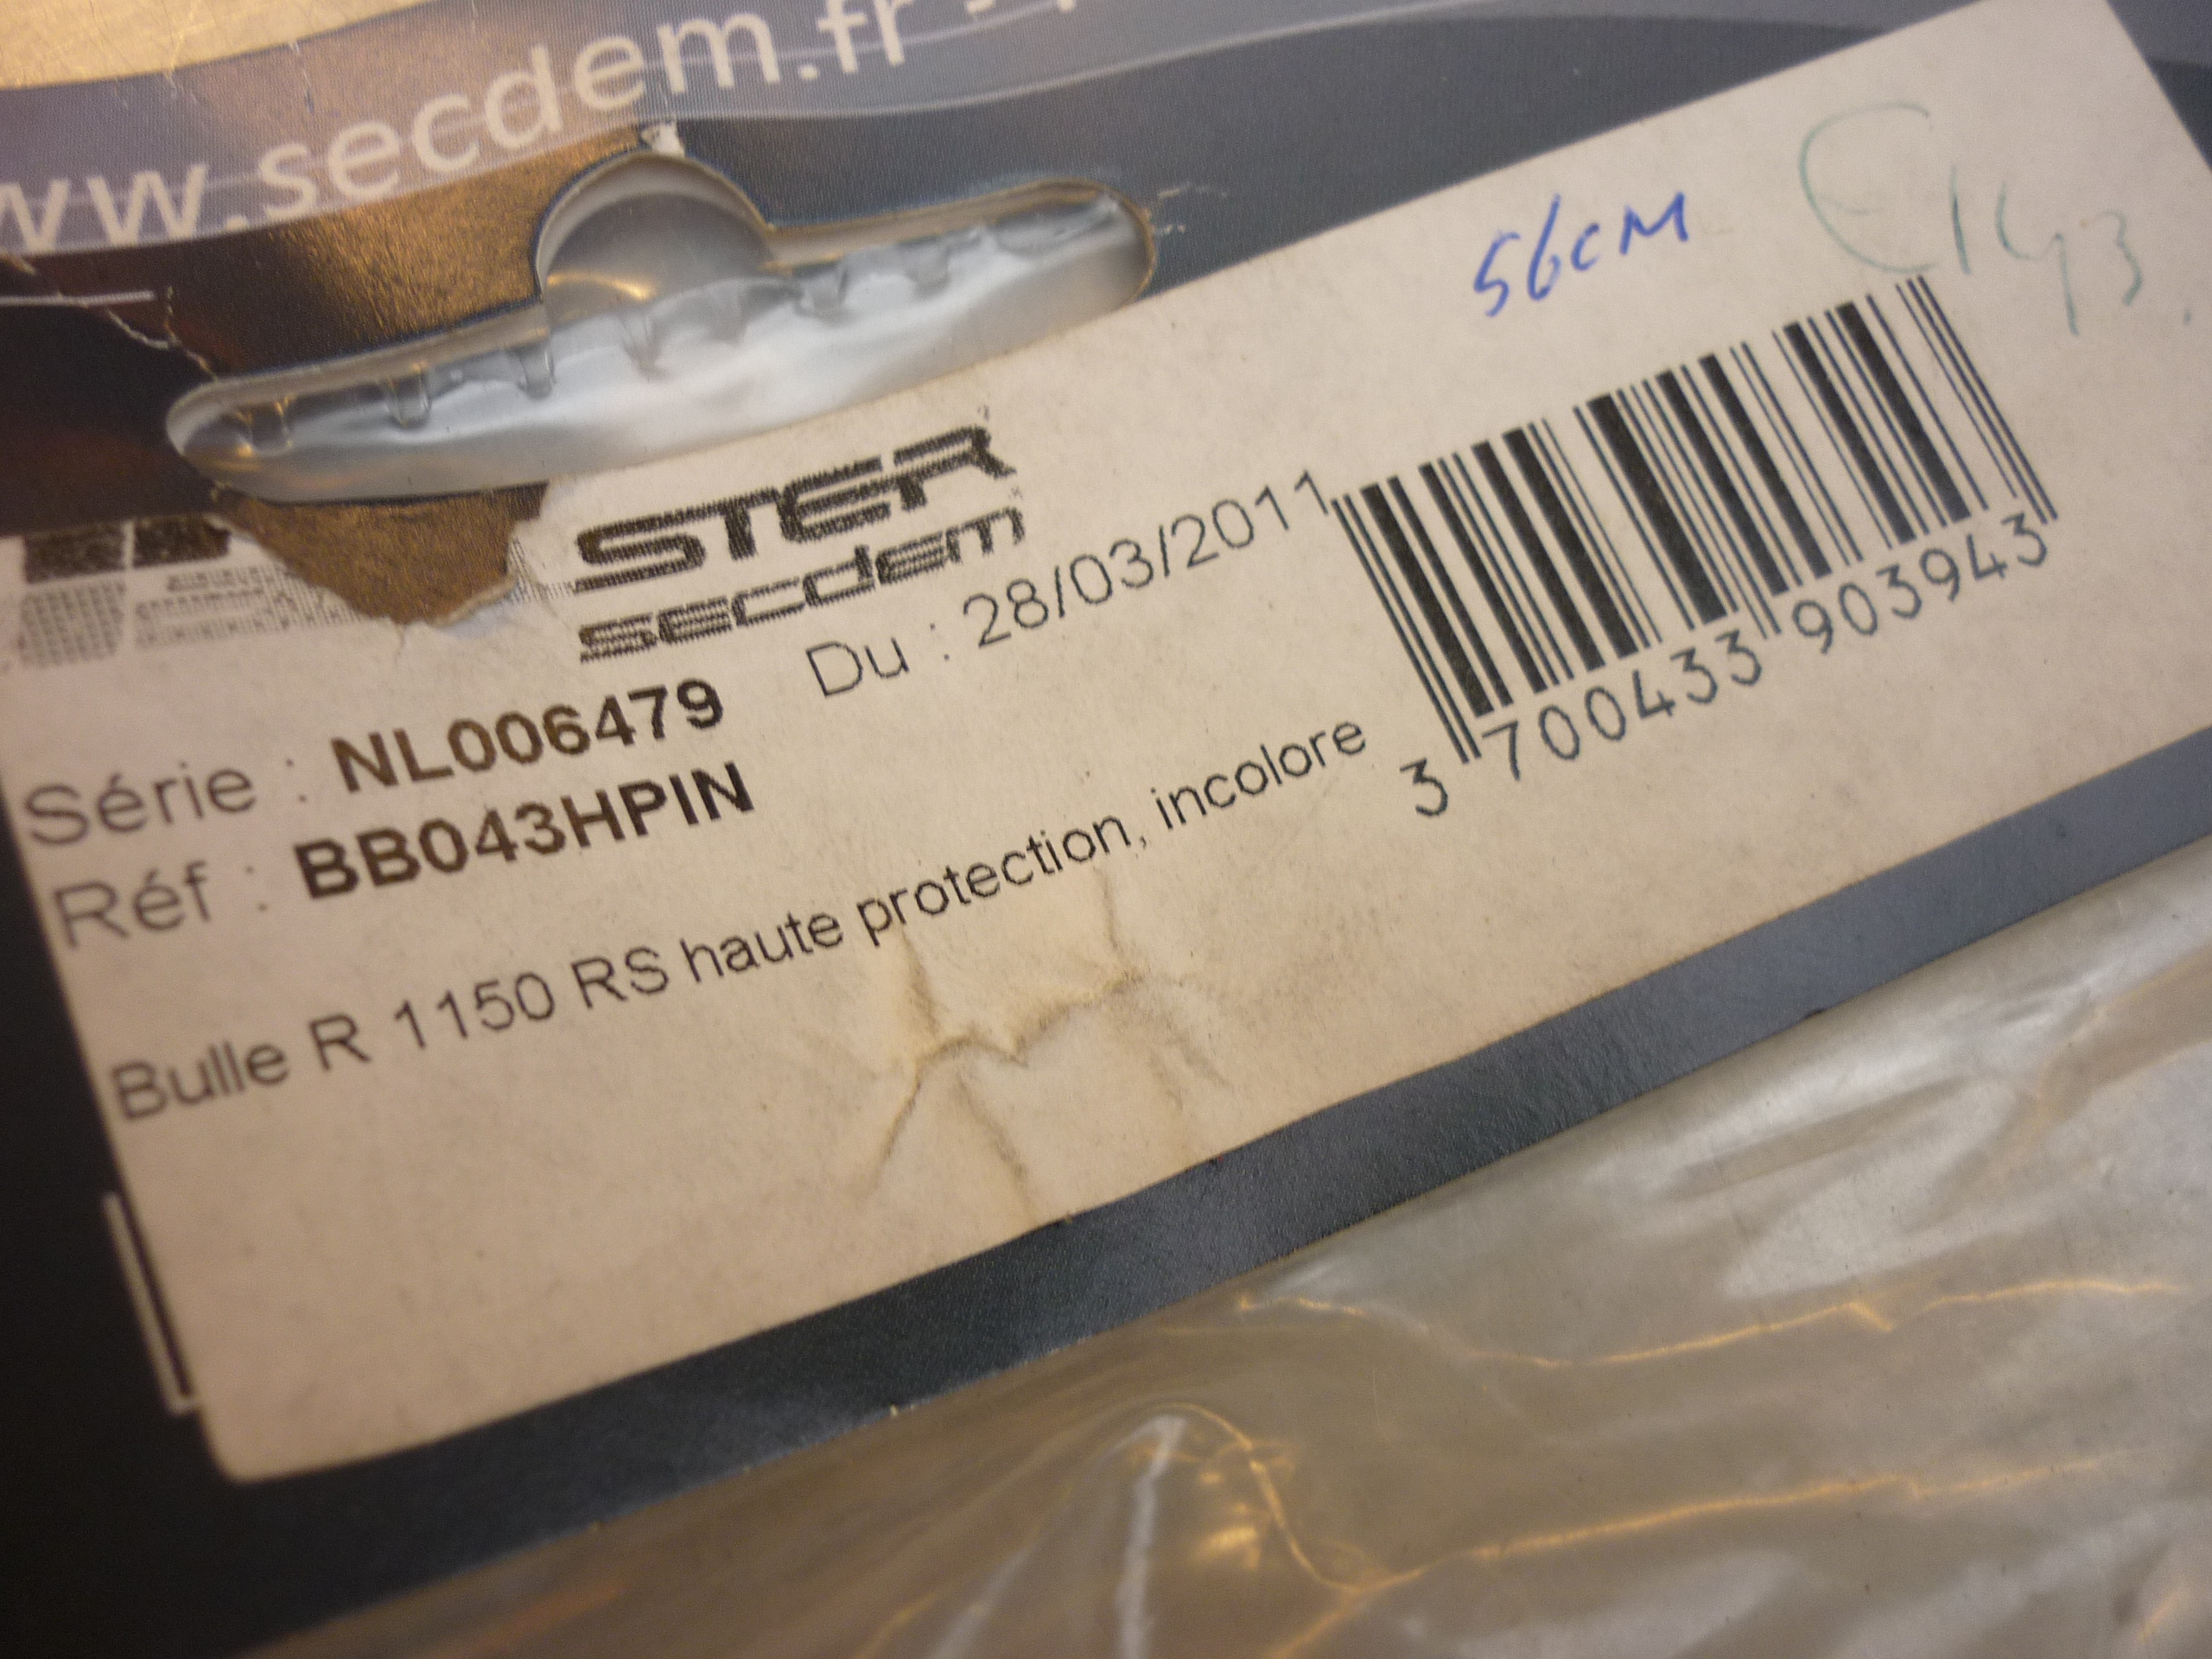 www.secdem.fr -
56cm
STER
secdem
Série : NL006479
Du : 28/03/2011
Réf : BB043HPIN
Bulle R 1150 RS haute protection, incolore
3 700433 903943